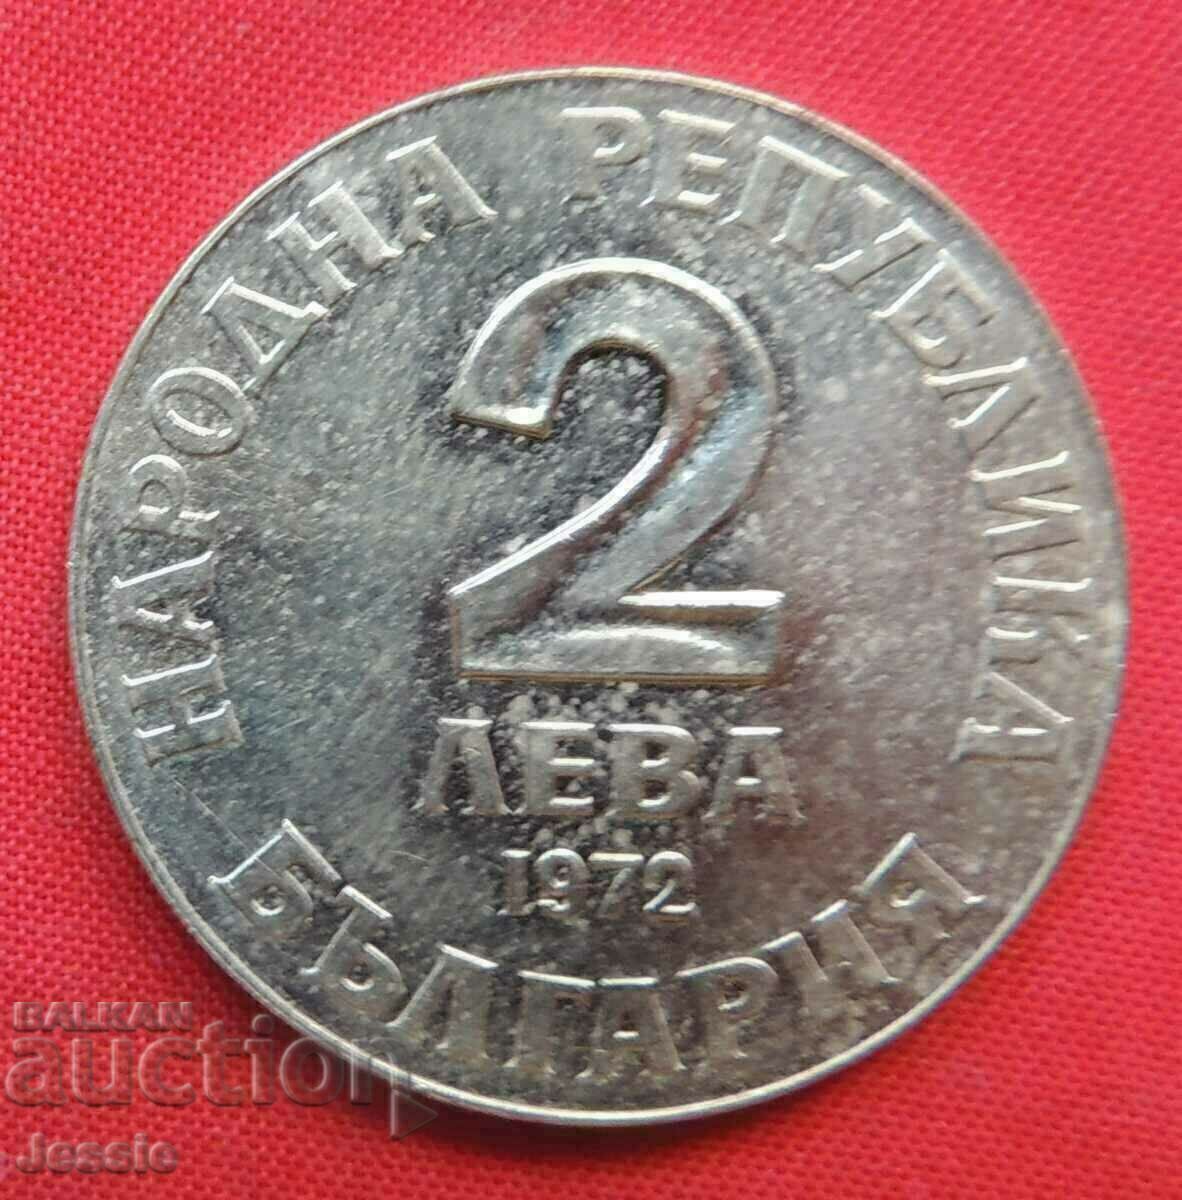 НАРОДНА РЕПУБЛИКА
2
ЛЕВА
1972
БЪЛГАРИЯ
BALKAN
auction
Jessie